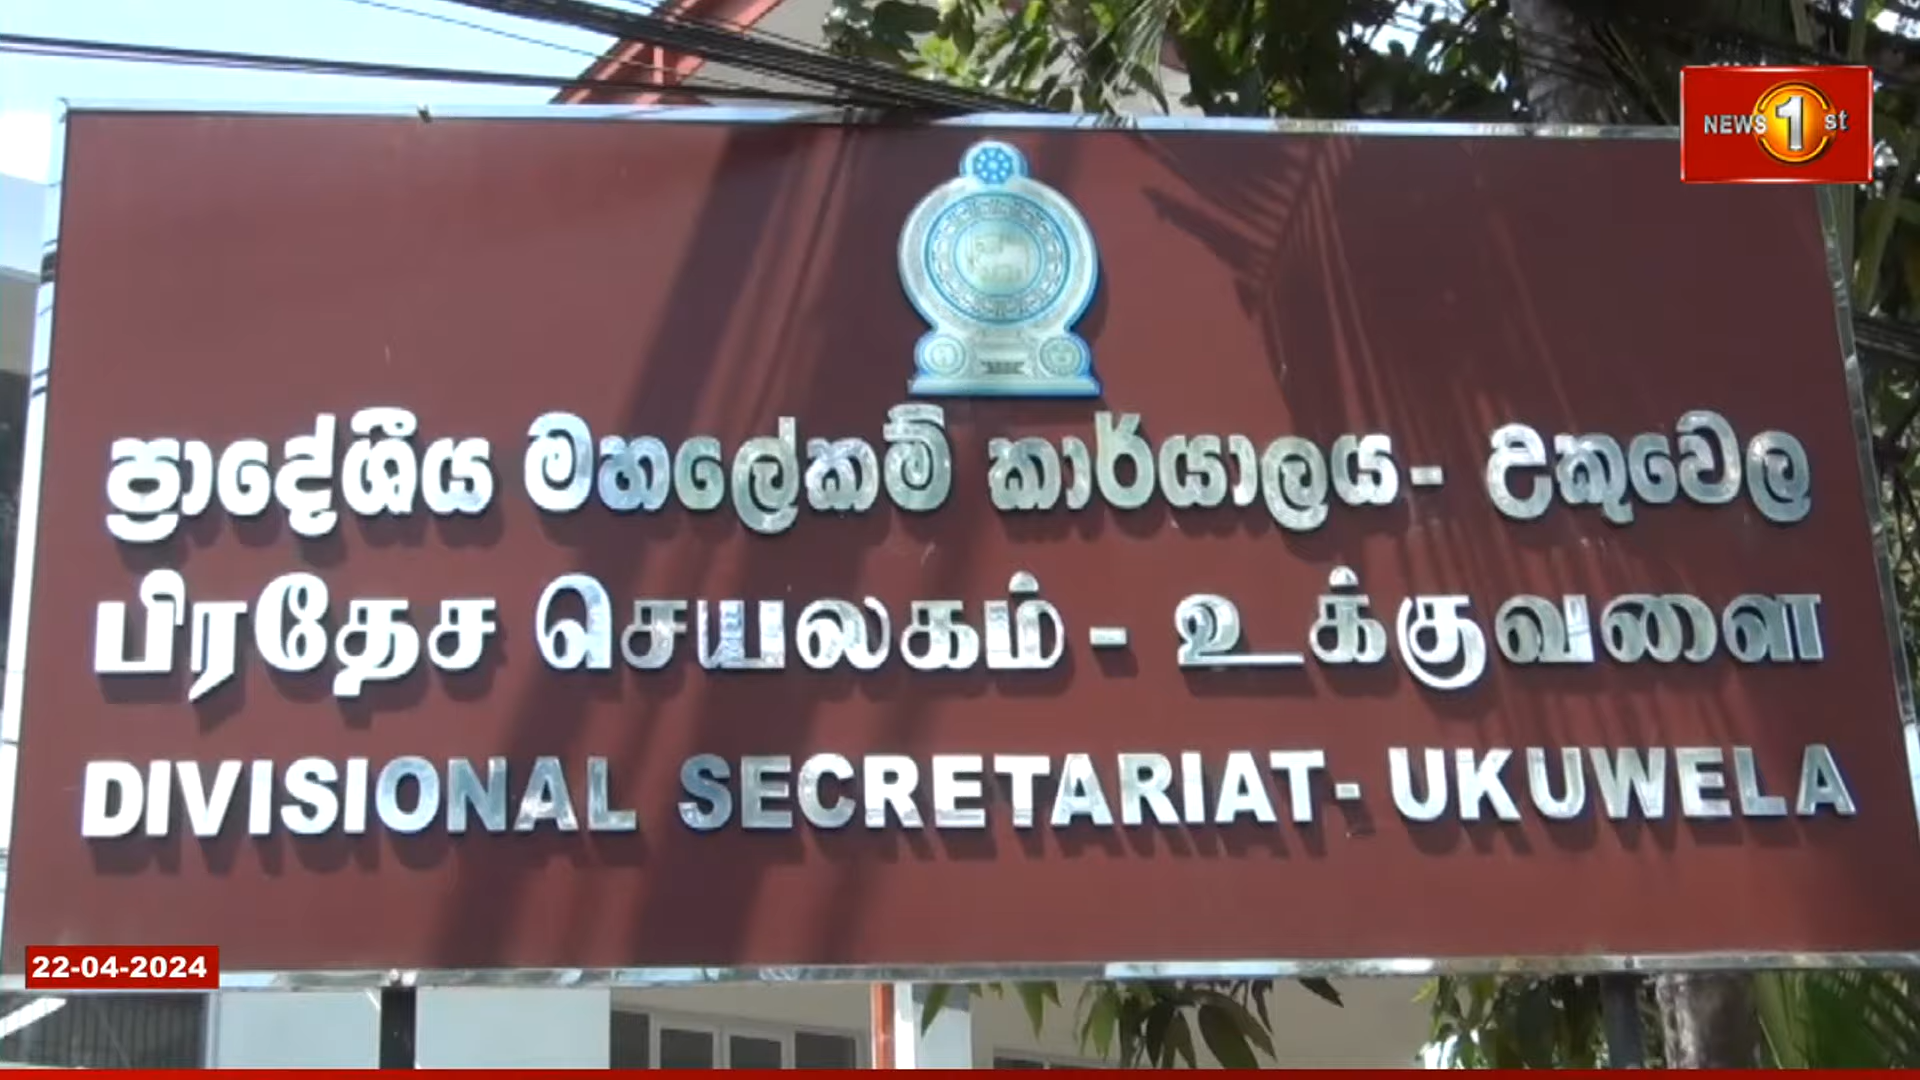 NEWS 1st
ප්‍රාදේශීය මහලේකම් කාර්යාලය - උකුවෙල
பிரதேச செயலகம் - உக்குவளை
DIVISIONAL SECRETARIAT - UKUWELA
22-04-2024